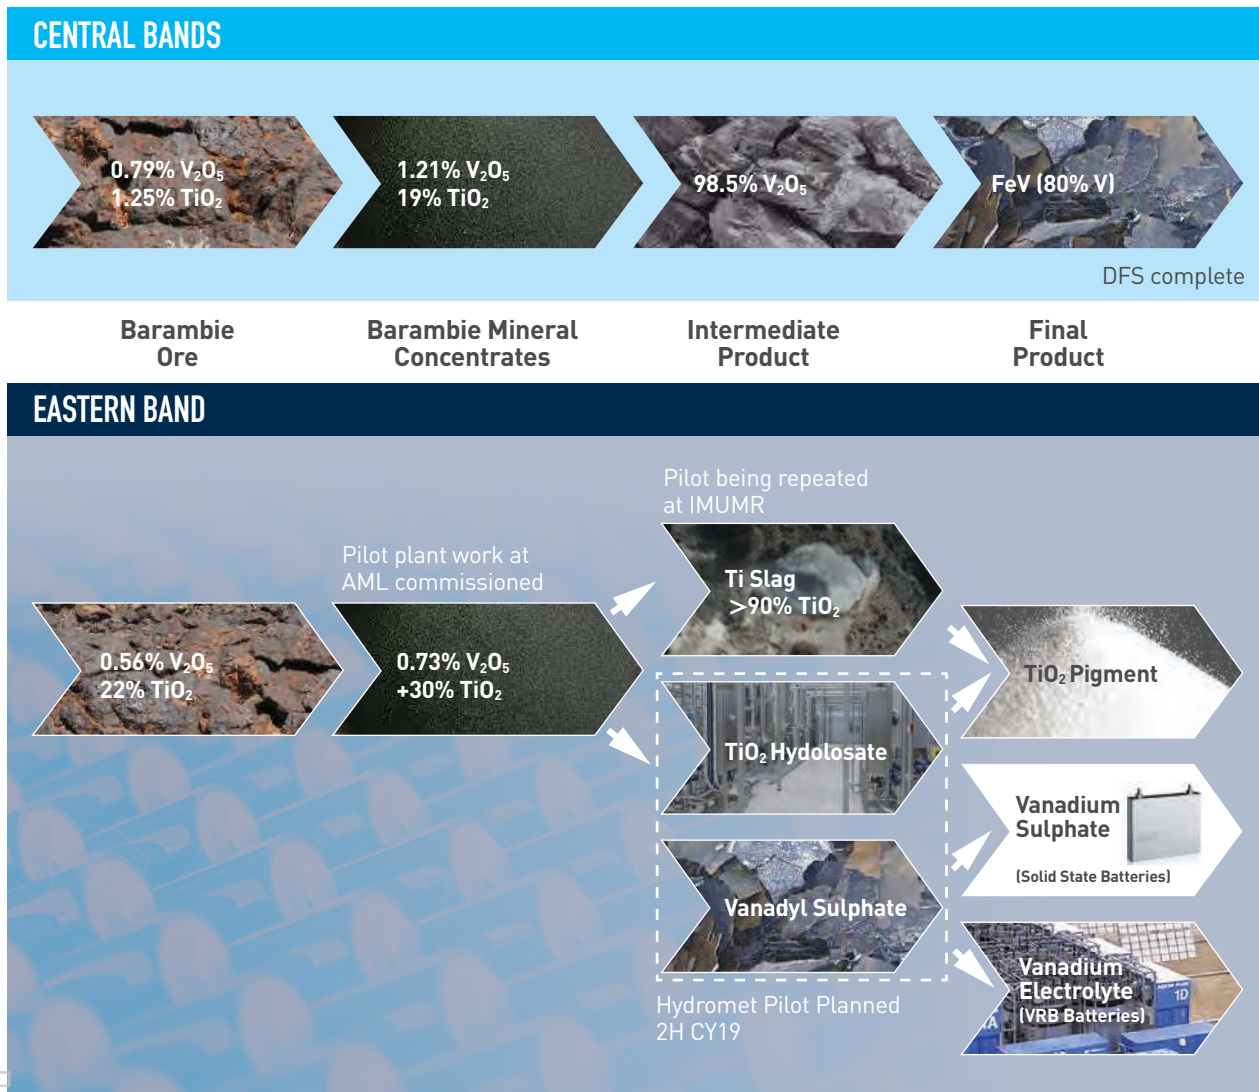 CENTRAL BANDS
0.79% V₂O₅
1.25% TiO₂
1.21% V₂O₅
19% TiO₂
98.5% V₂O₅
FeV (80% V)
DFS complete
Barambie
Ore
Barambie Mineral
Concentrates
Intermediate
Product
Final
Product
EASTERN BAND
Pilot being repeated
at IMUMR
Pilot plant work at
AML commissioned
0.56% V₂O₅
22% TiO₂
0.73% V₂O₅
+30% TiO₂
Ti Slag
>90% TiO₂
TiO₂ Hydolosate
Vanadyl Sulphate
Hydromet Pilot Planned
2H CY19
TiO₂ Pigment
Vanadium
Sulphate
(Solid State Batteries)
Vanadium
Electrolyte
(VRB Batteries)
1D